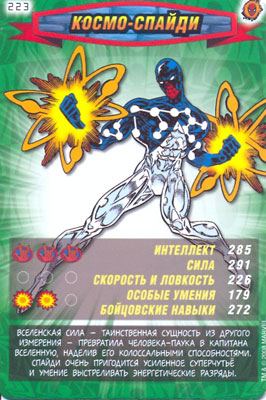 223
КОСМО-СПАЙДИ
ИНТЕЛЛЕКТ 285
СИЛА 291
СКОРОСТЬ И ЛОВКОСТЬ 226
ОСОБЫЕ УМЕНИЯ 179
БОЙЦОВСКИЕ НАВЫКИ 272
ВСЕЛЕНСКАЯ СИЛА – ТАИНСТВЕННАЯ СУЩНОСТЬ ИЗ ДРУГОГО
ИЗМЕРЕНИЯ – ПРЕВРАТИЛА ЧЕЛОВЕКА-ПАУКА В КАПИТАНА
ВСЕЛЕННУЮ, НАДЕЛИВ ЕГО КОЛОССАЛЬНЫМИ СПОСОБНОСТЯМИ.
СПАЙДИ ОЧЕНЬ ПРИГОДИТСЯ УСИЛЕННОЕ СУПЕРЧУТЬЁ
И УМЕНИЕ ВЫСТРЕЛИВАТЬ ЭНЕРГЕТИЧЕСКИЕ РАЗРЯДЫ.